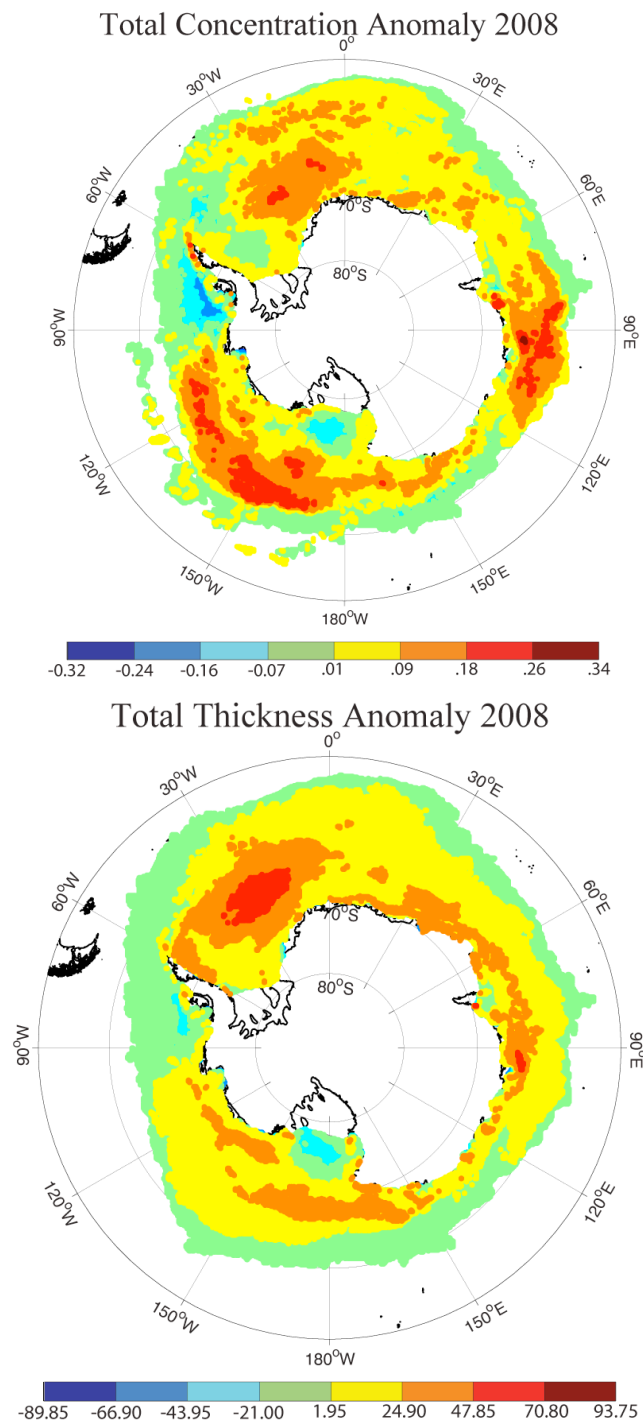 Total Concentration Anomaly 2008
0°
30°W
30°E
60°W
60°E
70°S
80°S
90°W
90°E
120°W
120°E
150°W
150°E
180°W
-0.32 -0.24 -0.16 -0.07 .01 .09 .18 .26 .34
Total Thickness Anomaly 2008
0°
30°W
30°E
60°W
60°E
70°S
80°S
90°W
90°E
120°W
120°E
150°W
150°E
180°W
-89.85 -66.90 -43.95 -21.00 1.95 24.90 47.85 70.80 93.75